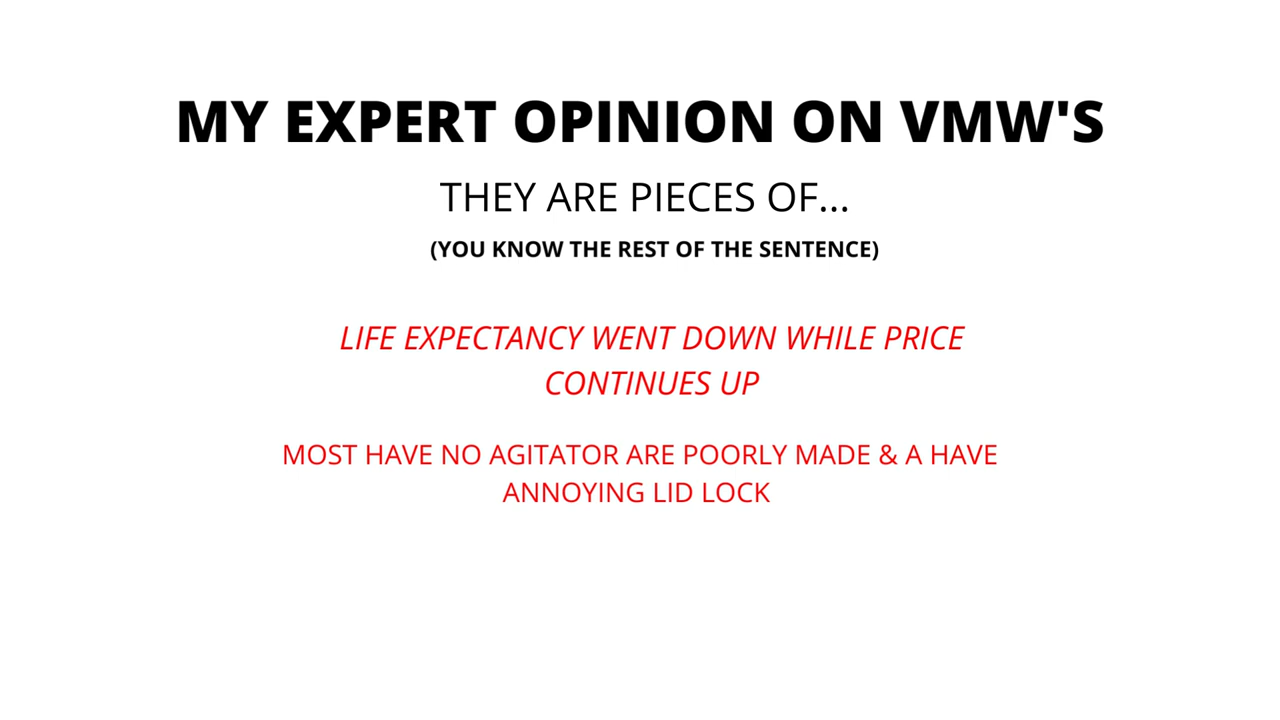 MY EXPERT OPINION ON VMW'S
THEY ARE PIECES OF...
(YOU KNOW THE REST OF THE SENTENCE)
LIFE EXPECTANCY WENT DOWN WHILE PRICE
CONTINUES UP
MOST HAVE NO AGITATOR ARE POORLY MADE & A HAVE
ANNOYING LID LOCK